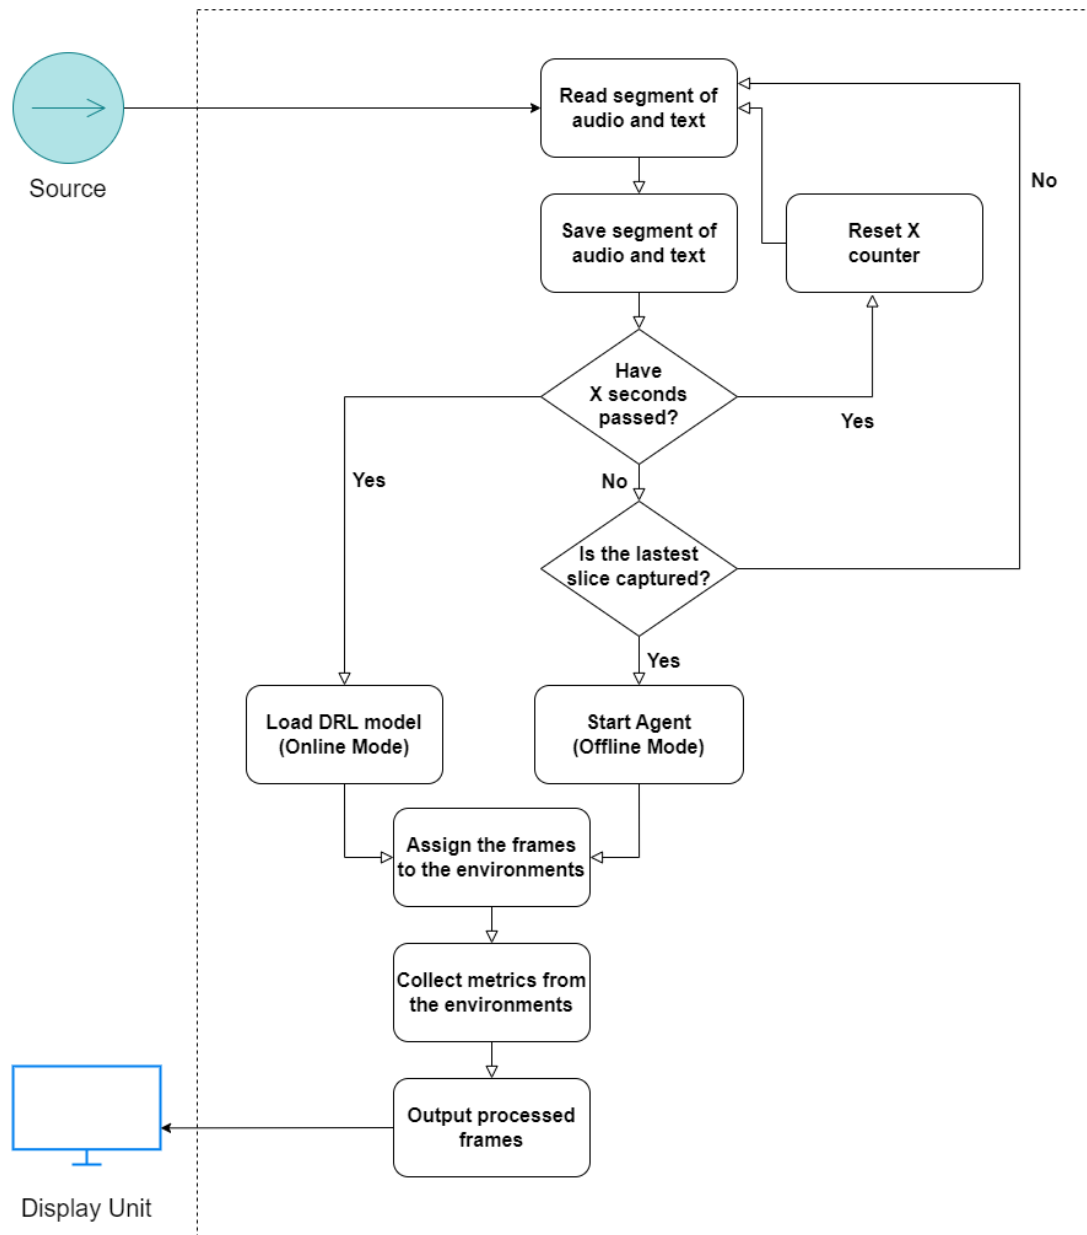 Read segment of
audio and text
Source
No
Save segment of
audio and text
Reset X
counter
Have
X seconds
passed?
Yes
Yes
No
Is the lastest
slice captured?
Yes
Load DRL model
(Online Mode)
Start Agent
(Offline Mode)
Assign the frames
to the environments
Collect metrics from
the environments
Output processed
frames
Display Unit